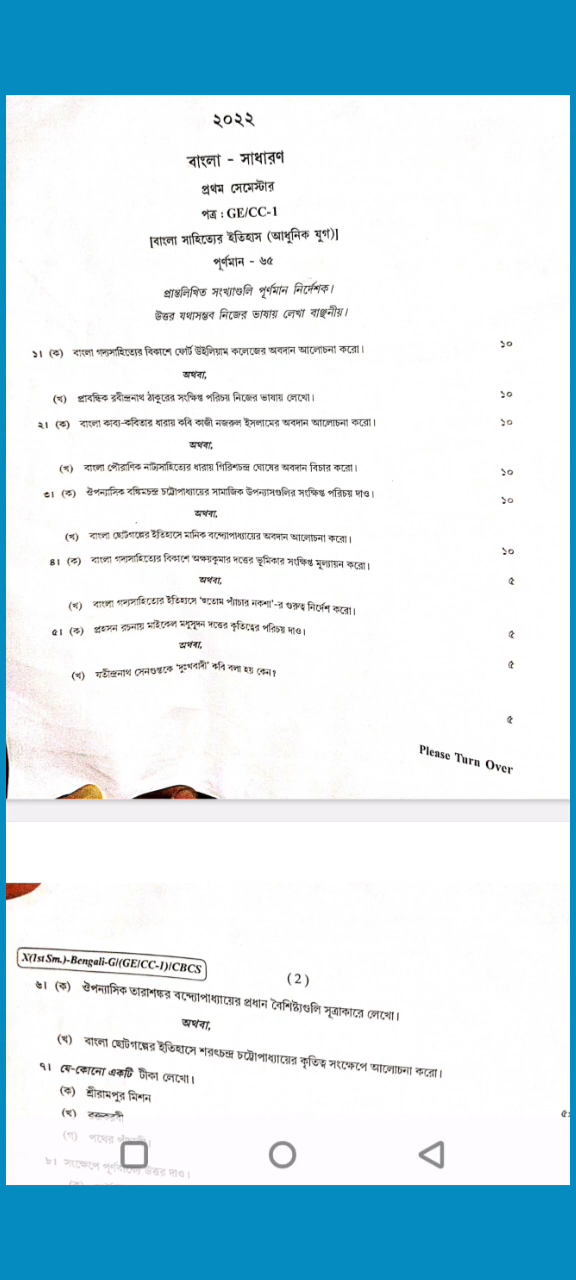 ২০২২
বাংলা - সাধারণ
প্রথম সেমেস্টার
পত্র : GE/CC-1
[বাংলা সাহিত্যের ইতিহাস (আধুনিক যুগ)]
পূর্ণমান - ৬৫
প্রান্তলিখিত সংখ্যাগুলি পূর্ণমান নির্দেশক।
উত্তর যথাসম্ভব নিজের ভাষায় লেখা বাঞ্ছনীয়।
১। (ক) বাংলা গদ্যসাহিত্যের বিকাশে ফোর্ট উইলিয়াম কলেজের অবদান আলোচনা করো। ১০
অথবা,
(খ) প্রাবন্ধিক রবীন্দ্রনাথ ঠাকুরের সংক্ষিপ্ত পরিচয় নিজের ভাষায় লেখো। ১০
২। (ক) বাংলা কাব্য-কবিতার ধারায় কবি কাজী নজরুল ইসলামের অবদান আলোচনা করো। ১০
অথবা,
(খ) বাংলা পৌরাণিক নাট্যসাহিত্যের ধারায় গিরিশচন্দ্র ঘোষের অবদান বিচার করো। ১০
৩। (ক) ঔপন্যাসিক বঙ্কিমচন্দ্র চট্টোপাধ্যায়ের সামাজিক উপন্যাসগুলির সংক্ষিপ্ত পরিচয় দাও। ১০
অথবা,
(খ) বাংলা ছোটগল্পের ইতিহাসে মানিক বন্দ্যোপাধ্যায়ের অবদান আলোচনা করো। ১০
৪। (ক) বাংলা গদ্যসাহিত্যের বিকাশে অক্ষয়কুমার দত্তের ভূমিকার সংক্ষিপ্ত মূল্যায়ন করো। ৫
অথবা,
(খ) বাংলা গদ্যসাহিত্যের ইতিহাসে 'হুতোম প্যাঁচার নকশা'-র গুরুত্ব নির্দেশ করো। ৫
৫। (ক) প্রহসন রচনায় মাইকেল মধুসূদন দত্তের কৃতিত্বের পরিচয় দাও। ৫
অথবা,
(খ) যতীন্দ্রনাথ সেনগুপ্তকে 'দুঃখবাদী' কবি বলা হয় কেন? ৫
Please Turn Over
X(1st Sm.)-Bengali-G/(GE/CC-1)/CBCS
(2)
৬। (ক) ঔপন্যাসিক তারাশঙ্কর বন্দ্যোপাধ্যায়ের প্রধান বৈশিষ্ট্যগুলি সূত্রাকারে লেখো।
অথবা,
(খ) বাংলা ছোটগল্পের ইতিহাসে শরৎচন্দ্র চট্টোপাধ্যায়ের কৃতিত্ব সংক্ষেপে আলোচনা করো।
৭। যে-কোনো একটি টীকা লেখো। ৫
(ক) শ্রীরামপুর মিশন
(খ) রক্তকরবী
(গ) পথের
৮। সংক্ষেপে উত্তর দাও।